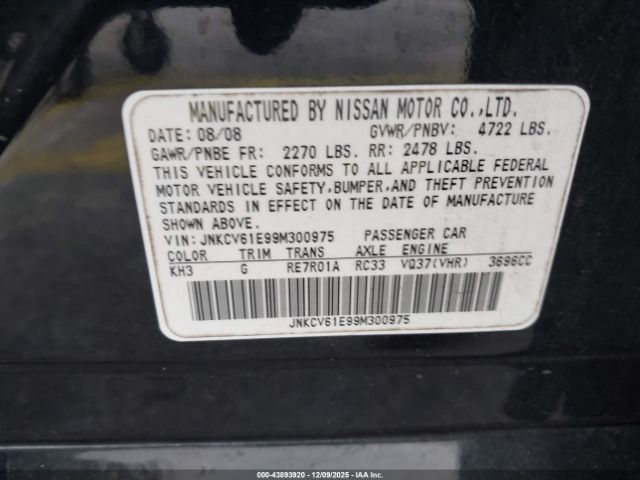 MANUFACTURED BY NISSAN MOTOR CO.,LTD.
DATE: 08/08 GVWR/PNBV: 4722 LBS.
GAWR/PNBE FR: 2270 LBS. RR: 2478 LBS.
THIS VEHICLE CONFORMS TO ALL APPLICABLE FEDERAL
MOTOR VEHICLE SAFETY,BUMPER,AND THEFT PREVENTION
STANDARDS IN EFFECT ON THE DATE OF MANUFACTURE
SHOWN ABOVE.
VIN: JNKCV61E99M300975 PASSENGER CAR
COLOR TRIM TRANS AXLE ENGINE
KH3 G RE7R01A RC33 VQ37(VHR) 3696CC
JNKCV61E99M300975
000-43893920 | 12/09/2025 - IAAI.COM